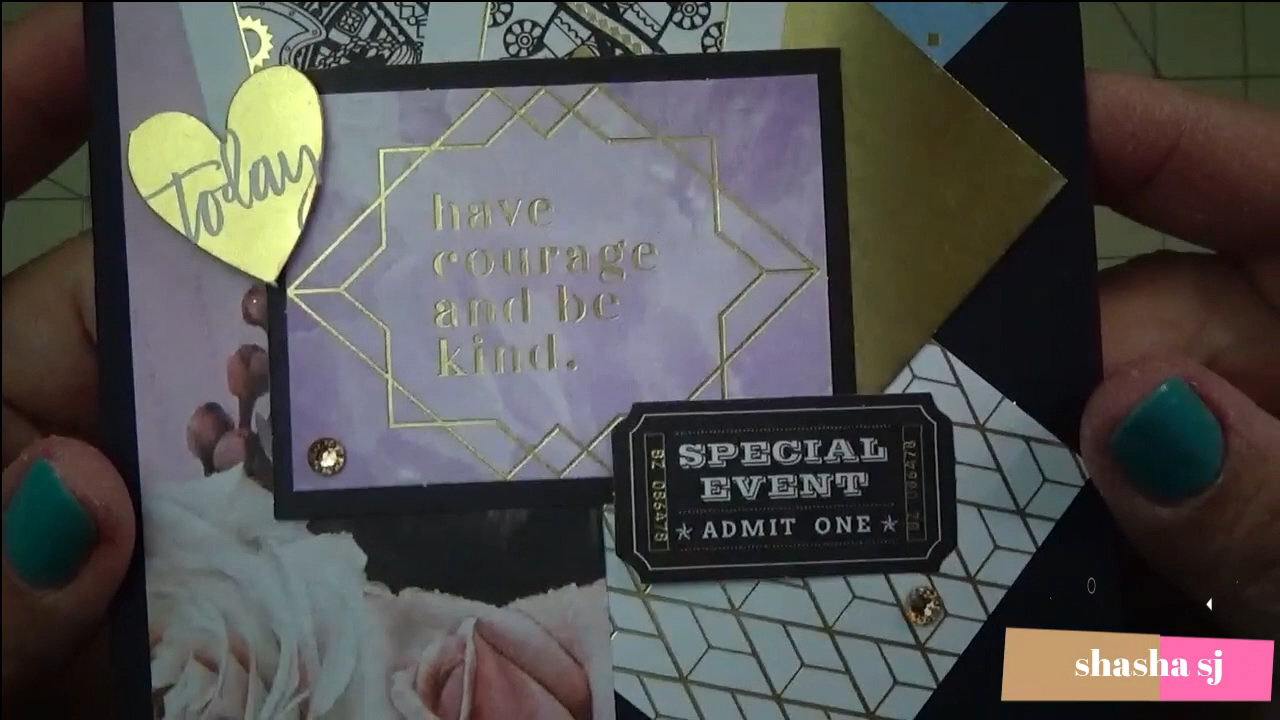 today
have
courage
and be
kind.
SPECIAL
EVENT
ADMIT ONE
shasha sj